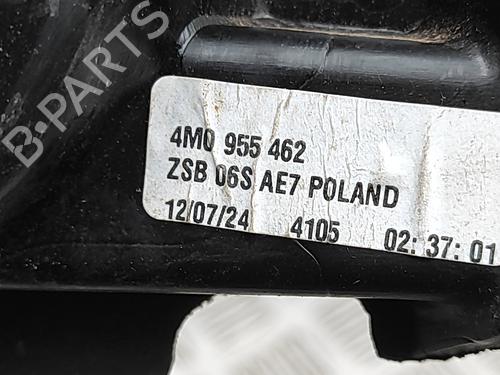 B-PARTS
4M0 955 462
ZSB 06S AE7 POLAND
12/07/24 4105 02: 37: 01